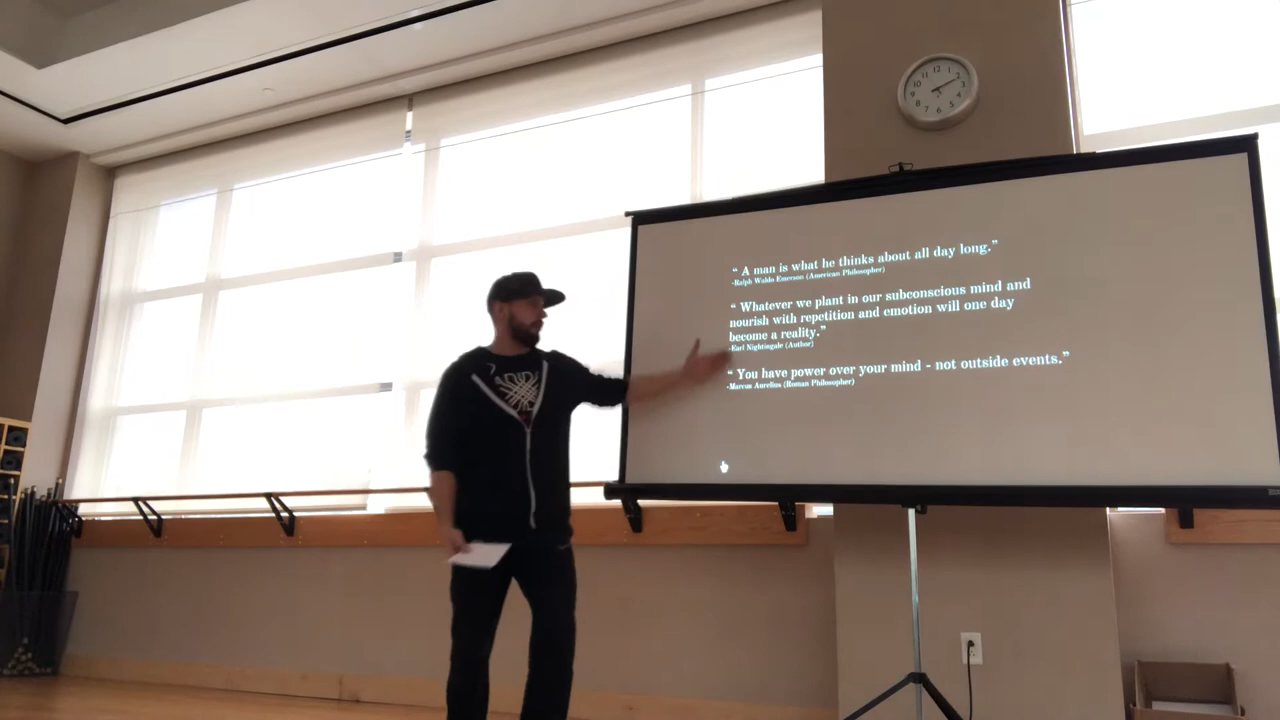 “ A man is what he thinks about all day long.”
-Ralph Waldo Emerson (American Philosopher)
“ Whatever we plant in our subconscious mind and
nourish with repetition and emotion will one day
become a reality.”
-Earl Nightingale (Author)
“ You have power over your mind - not outside events.”
-Marcus Aurelius (Roman Philosopher)